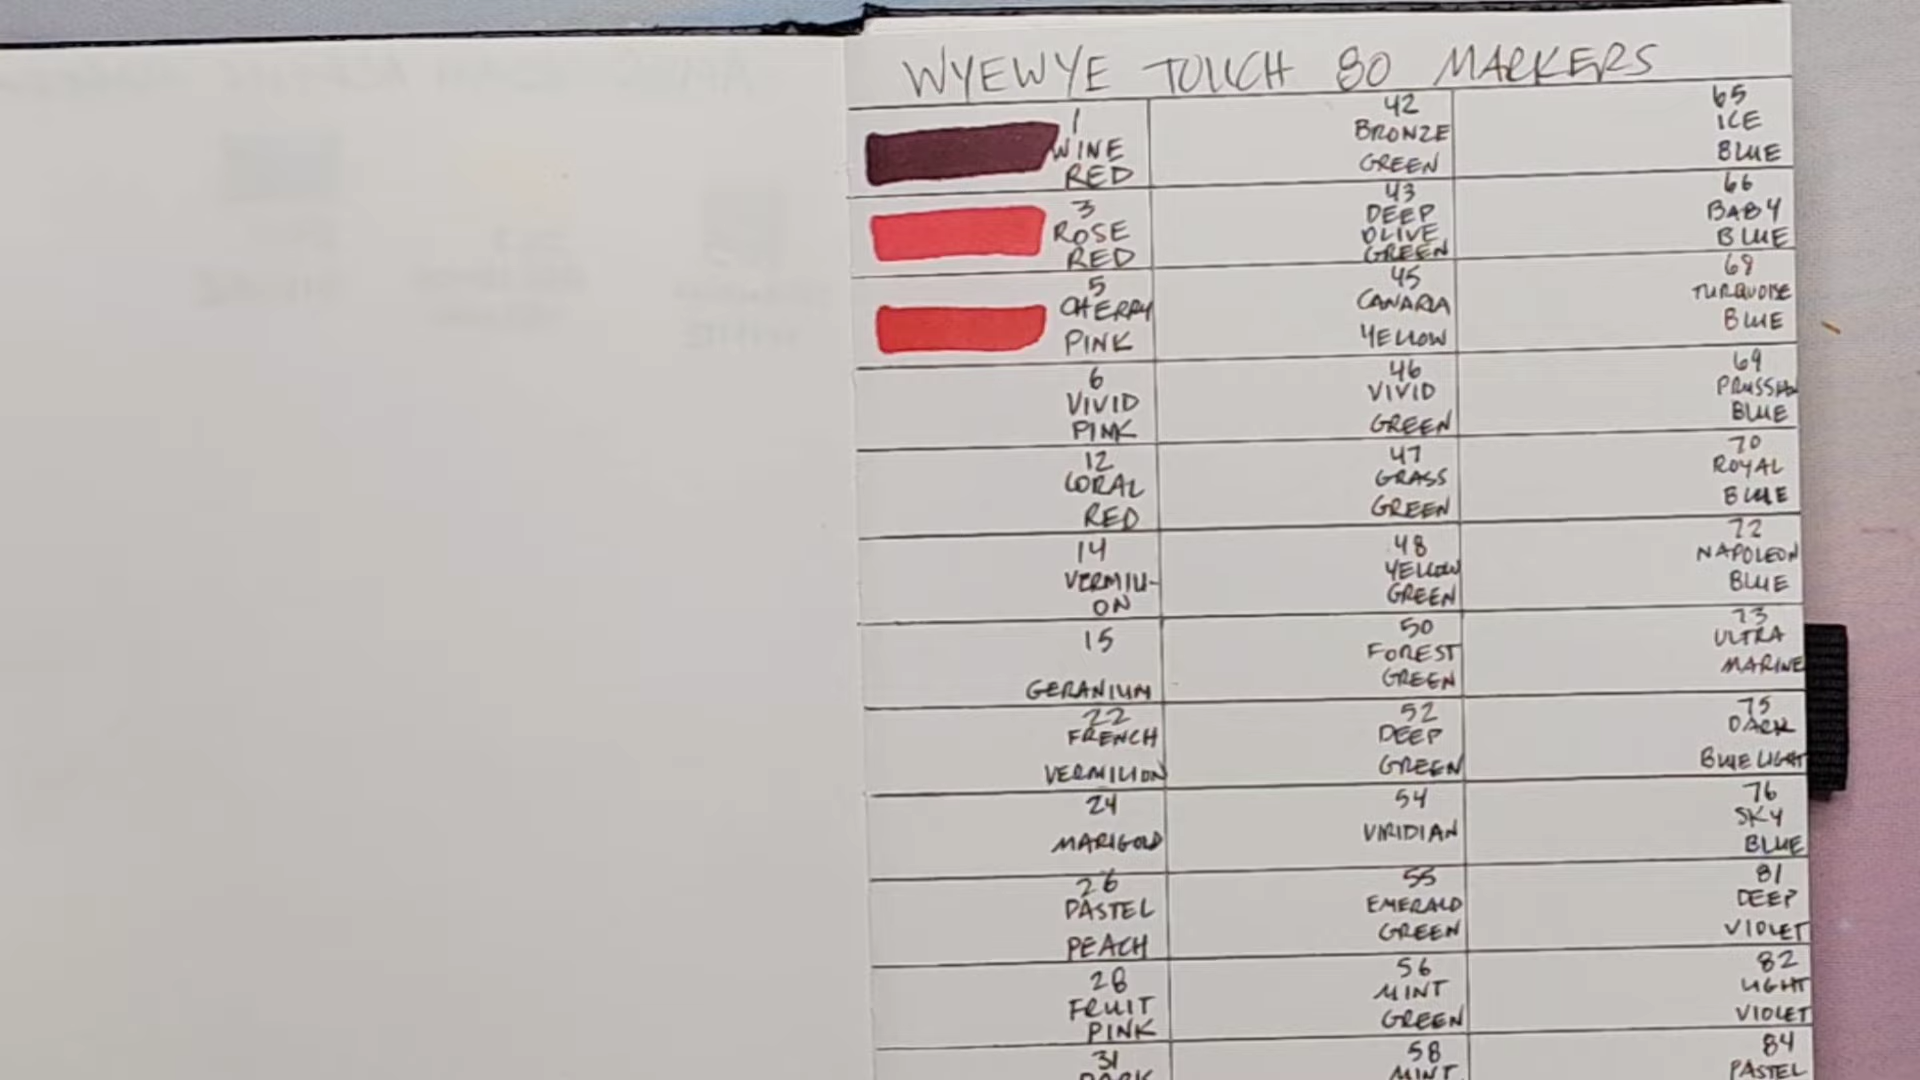 WYEWYE TOUCH 80 MARKERS
1
WINE
RED
42
BRONZE
GREEN
65
ICE
BLUE
3
ROSE
RED
43
DEEP
OLIVE
GREEN
66
BABY
BLUE
5
CHERRY
PINK
45
CANARIA
YELLOW
68
TURQUOISE
BLUE
6
VIVID
PINK
46
VIVID
GREEN
69
PRUSSIAN
BLUE
12
CORAL
RED
47
GRASS
GREEN
70
ROYAL
BLUE
14
VERMILI-
ON
48
YELLOW
GREEN
72
NAPOLEON
BLUE
15
GERANIUM
50
FOREST
GREEN
73
ULTRA
MARINE
22
FRENCH
VERMILION
52
DEEP
GREEN
75
DARK
BLUE LIGHT
24
MARIGOLD
54
VIRIDIAN
76
SKY
BLUE
26
PASTEL
PEACH
55
EMERALD
GREEN
81
DEEP
VIOLET
28
FRUIT
PINK
56
MINT
GREEN
82
LIGHT
VIOLET
31
DARK
58
MINT
84
PASTEL